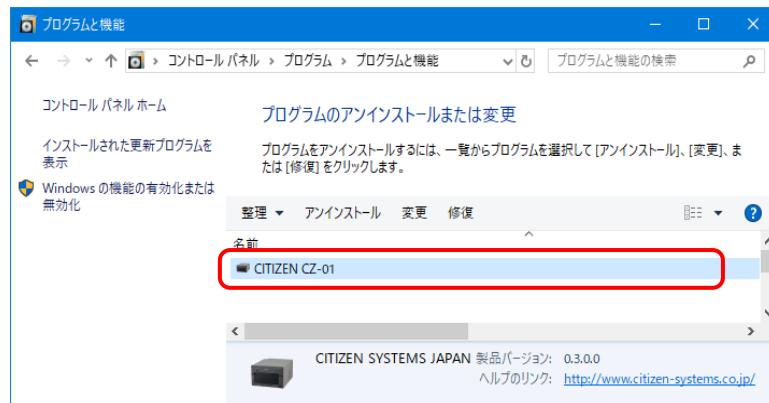 プログラムと機能
コントロール パネル › プログラム › プログラムと機能
プログラムと機能の検索
コントロール パネル ホーム
インストールされた更新プログラムを
表示
Windows の機能の有効化または
無効化
プログラムのアンインストールまたは変更
プログラムをアンインストールするには、一覧からプログラムを選択して [アンインストール]、[変更]、ま
たは [修復] をクリックします。
整理 アンインストール 変更 修復
名前
CITIZEN CZ-01
CITIZEN SYSTEMS JAPAN 製品バージョン: 0.3.0.0
ヘルプのリンク: http://www.citizen-systems.co.jp/